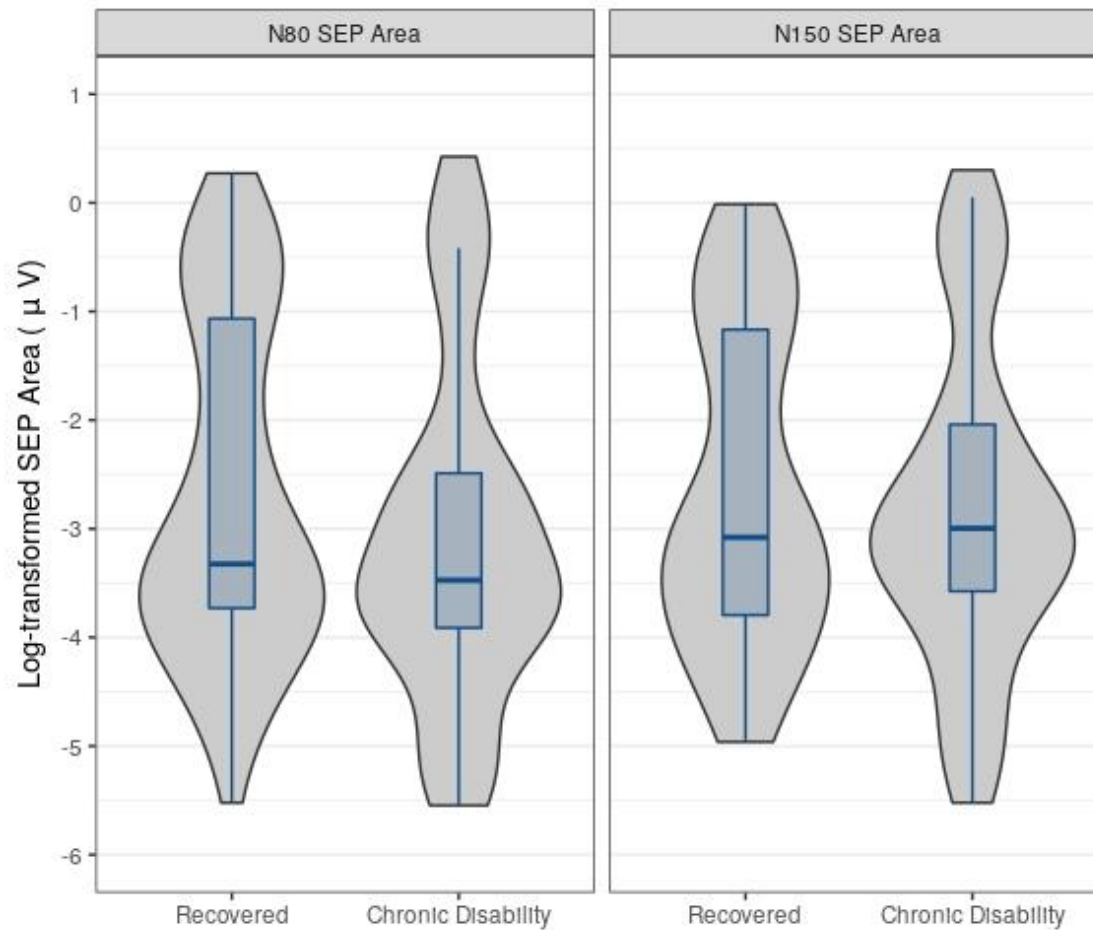 N80 SEP Area
N150 SEP Area
Log-transformed SEP Area ( µ V)
1
0
-1
-2
-3
-4
-5
-6
Recovered
Chronic Disability
Recovered
Chronic Disability